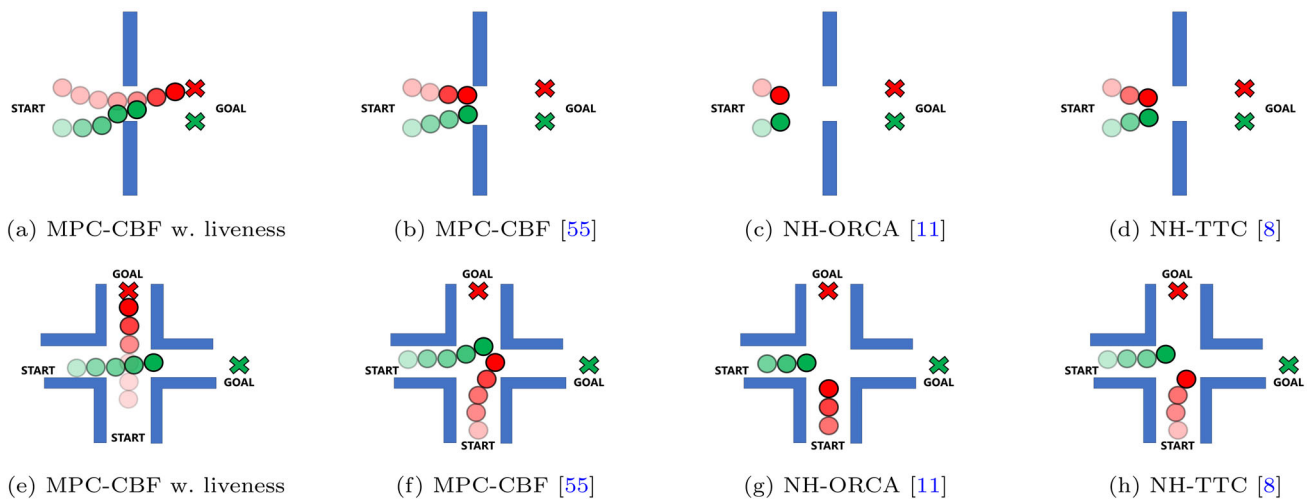 START GOAL START GOAL START GOAL START GOAL
(a) MPC-CBF w. liveness (b) MPC-CBF [55] (c) NH-ORCA [11] (d) NH-TTC [8]
GOAL GOAL GOAL GOAL
START GOAL START GOAL START GOAL START GOAL
START START START START
(e) MPC-CBF w. liveness (f) MPC-CBF [55] (g) NH-ORCA [11] (h) NH-TTC [8]